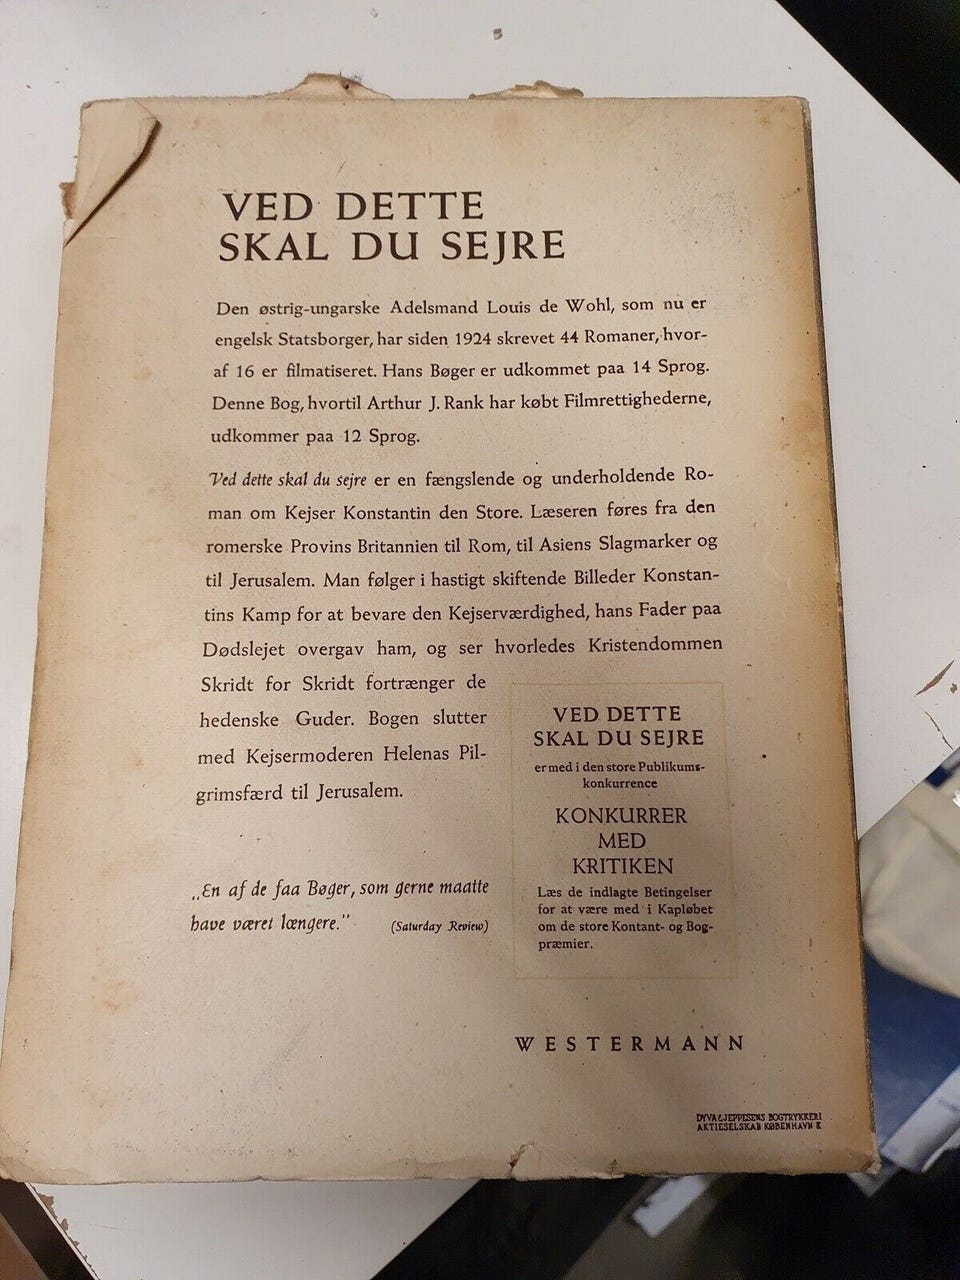 VED DETTE
SKAL DU SEJRE
Den østrig-ungarske Adelsmand Louis de Wohl, som nu er
engelsk Statsborger, har siden 1924 skrevet 44 Romaner, hvor-
af 16 er filmatiseret. Hans Bøger er udkommet paa 14 Sprog.
Denne Bog, hvortil Arthur J. Rank har købt Filmrettighederne,
udkommer paa 12 Sprog.
Ved dette skal du sejre er en fængslende og underholdende Ro-
man om Kejser Konstantin den Store. Læseren føres fra den
romerske Provins Britannien til Rom, til Asiens Slagmarker og
til Jerusalem. Man følger i hastigt skiftende Billeder Konstan-
tins Kamp for at bevare den Kejserværdighed, hans Fader paa
Dødslejet overgav ham, og ser hvorledes Kristendommen
Skridt for Skridt fortrænger de
hedenske Guder. Bogen slutter
med Kejsermoderen Helenas Pil-
grimsfærd til Jerusalem.
„En af de faa Bøger, som gerne maatte
have været længere.”
(Saturday Review)
VED DETTE
SKAL DU SEJRE
er med i den store Publikums-
konkurrence
KONKURRER
MED
KRITIKEN
Læs de indlagte Betingelser
for at være med i Kapløbet
om de store Kontant- og Bog-
præmier.
WESTERMANN
DYVA & JEPPESENS BOGTRYKKERI
AKTIESELSKAB KØBENHAVN K